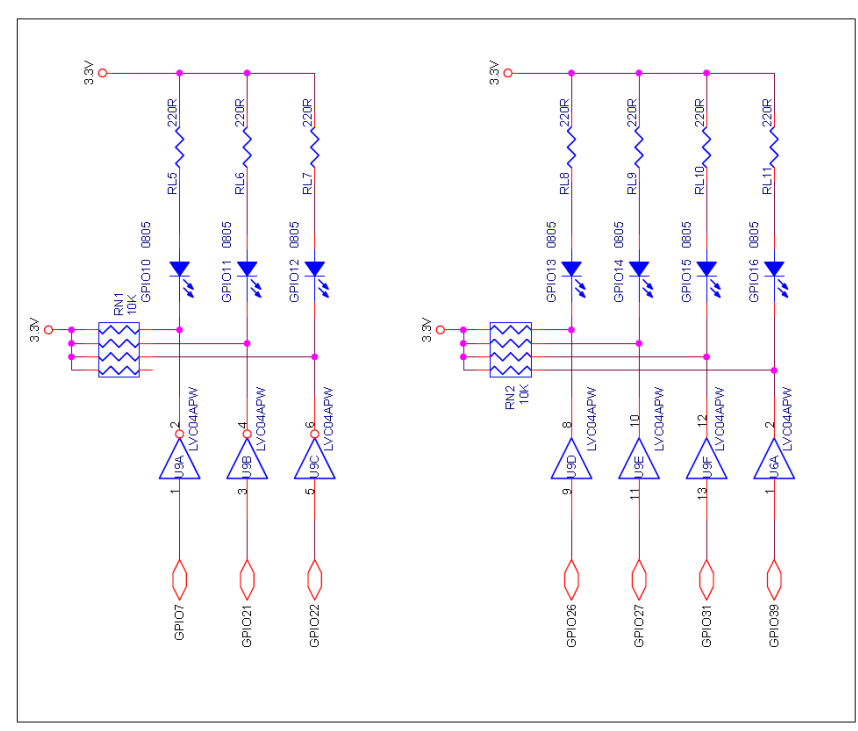 3.3V
220R
220R
220R
RL5
RL6
RL7
0805
0805
0805
GPIO10
GPIO11
GPIO12
RN1
10K
3.3V
2
4
6
LVC04APW
LVC04APW
LVC04APW
U9A
U9B
U9C
1
3
5
GPIO7
GPIO21
GPIO22
3.3V
220R
220R
220R
220R
RL8
RL9
RL10
RL11
0805
0805
0805
0805
GPIO13
GPIO14
GPIO15
GPIO16
3.3V
RN2
10K
8
10
12
2
LVC04APW
LVC04APW
LVC04APW
LVC04APW
U9D
U9E
U9F
U6A
9
11
13
1
GPIO26
GPIO27
GPIO31
GPIO39